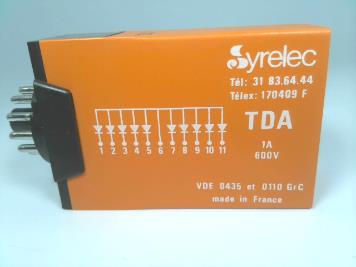 Syrelec
Tél: 31 83.64.44
Télex: 170409 F
TDA
1A
600V
1 2 3 4 5 6 7 8 9 10 11
VDE 0435 et 0110 GrC
made in France